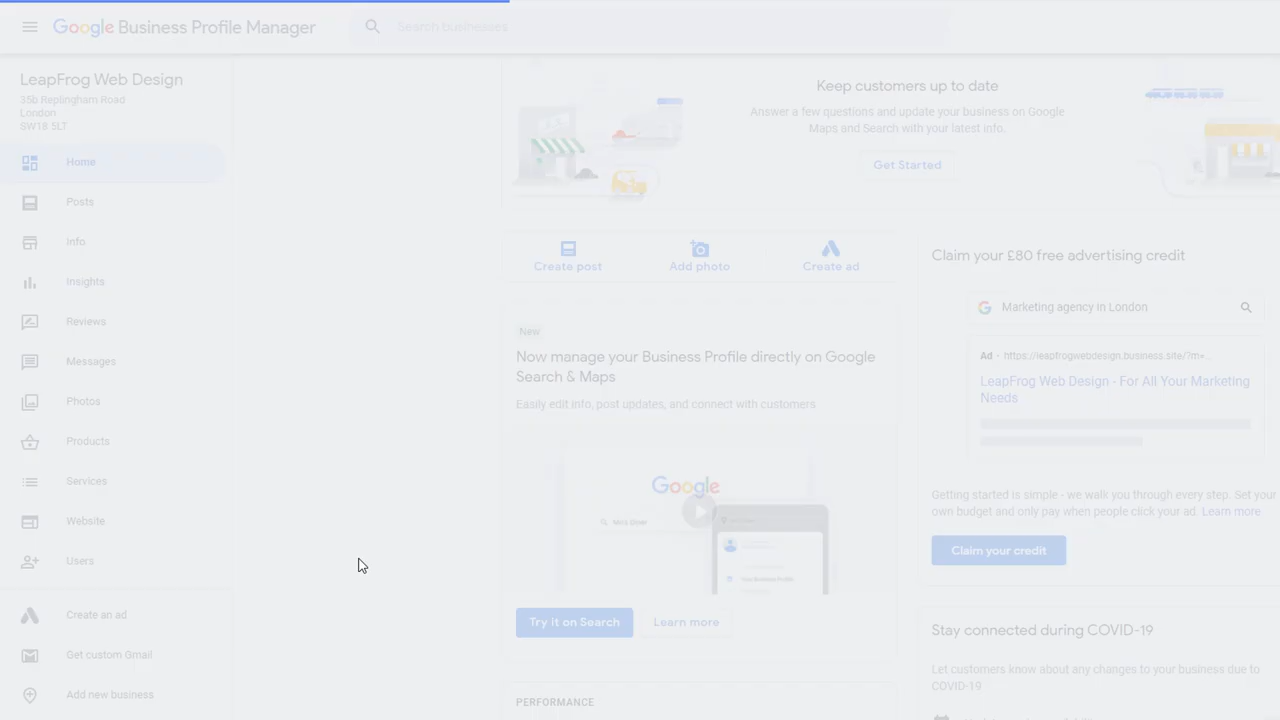 Google Business Profile Manager
Search businesses
LeapFrog Web Design
35b Replingham Road
London
SW18 5LT
Home
Posts
Info
Insights
Reviews
Messages
Photos
Products
Services
Website
Users
Create an ad
Get custom Gmail
Add new business
Keep customers up to date
Answer a few questions and update your business on Google
Maps and Search with your latest info.
Get Started
Create post
Add photo
Create ad
New
Now manage your Business Profile directly on Google
Search & Maps
Easily edit info, post updates, and connect with customers
Google
Mo's Diner
Your Business Profile
Try it on Search
Learn more
PERFORMANCE
Claim your £80 free advertising credit
Marketing agency in London
Ad · https://leapfrogwebdesign.business.site/?m=...
LeapFrog Web Design - For All Your Marketing
Needs
Getting started is simple - we walk you through every step. Set your
own budget and only pay when people click your ad. Learn more
Claim your credit
Stay connected during COVID-19
Let customers know about any changes to your business due to
COVID-19